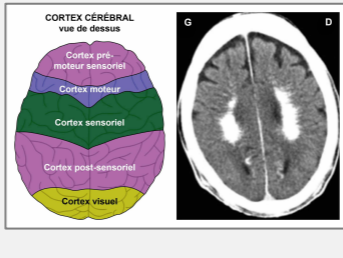 CORTEX CÉRÉBRAL
vue de dessus
Cortex pré-
moteur sensoriel
Cortex moteur
Cortex sensoriel
Cortex post-sensoriel
Cortex visuel
G D